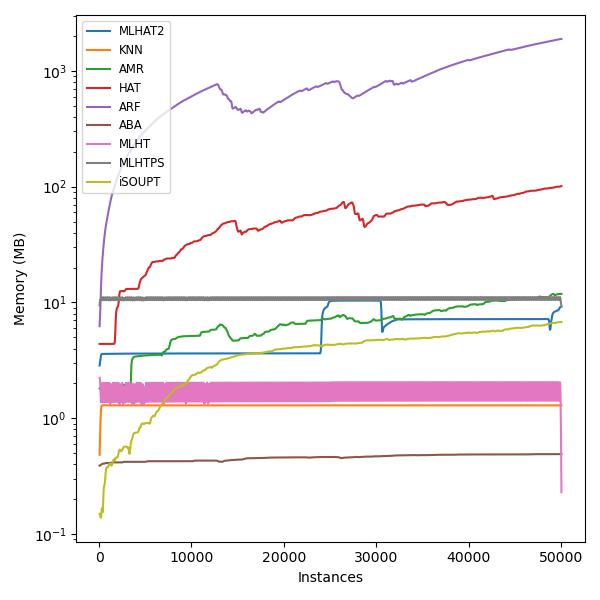 MLHAT2
KNN
AMR
HAT
ARF
ABA
MLHT
MLHTPS
iSOUPT
10³
10²
10¹
10⁰
10⁻¹
Memory (MB)
0 10000 20000 30000 40000 50000
Instances